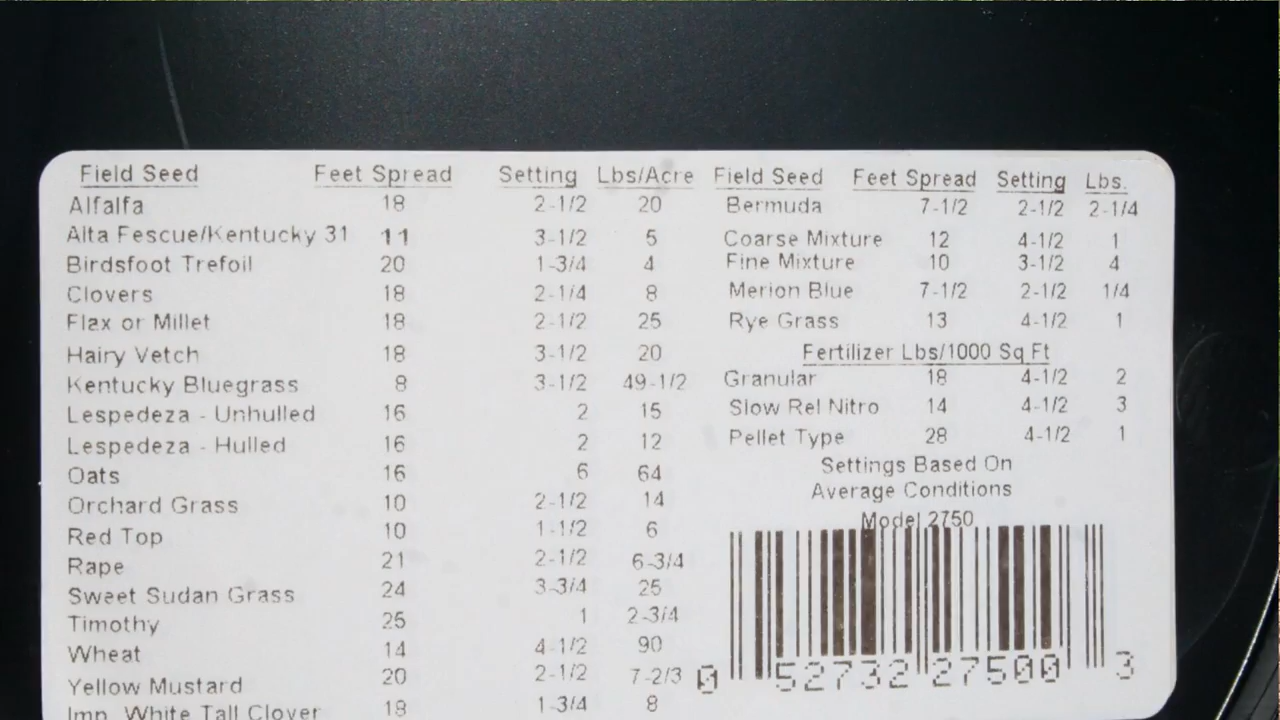 Field Seed Feet Spread Setting Lbs/Acre
Alfalfa 18 2-1/2 20
Alta Fescue/Kentucky 31 11 3-1/2 5
Birdsfoot Trefoil 20 1-3/4 4
Clovers 18 2-1/4 8
Flax or Millet 18 2-1/2 25
Hairy Vetch 18 3-1/2 20
Kentucky Bluegrass 8 3-1/2 49-1/2
Lespedeza - Unhulled 16 2 15
Lespedeza - Hulled 16 2 12
Oats 16 6 64
Orchard Grass 10 2-1/2 14
Red Top 10 1-1/2 6
Rape 21 2-1/2 6-3/4
Sweet Sudan Grass 24 3-3/4 25
Timothy 25 1 2-3/4
Wheat 14 4-1/2 90
Yellow Mustard 20 2-1/2 7-2/3
Imp. White Tall Clover 18 1-3/4 8
Field Seed Feet Spread Setting Lbs.
Bermuda 7-1/2 2-1/2 2-1/4
Coarse Mixture 12 4-1/2 1
Fine Mixture 10 3-1/2 4
Merion Blue 7-1/2 2-1/2 1/4
Rye Grass 13 4-1/2 1
Fertilizer Lbs/1000 Sq Ft
Granular 18 4-1/2 2
Slow Rel Nitro 14 4-1/2 3
Pellet Type 28 4-1/2 1
Settings Based On
Average Conditions
Model 2750
0 52732 27500 3